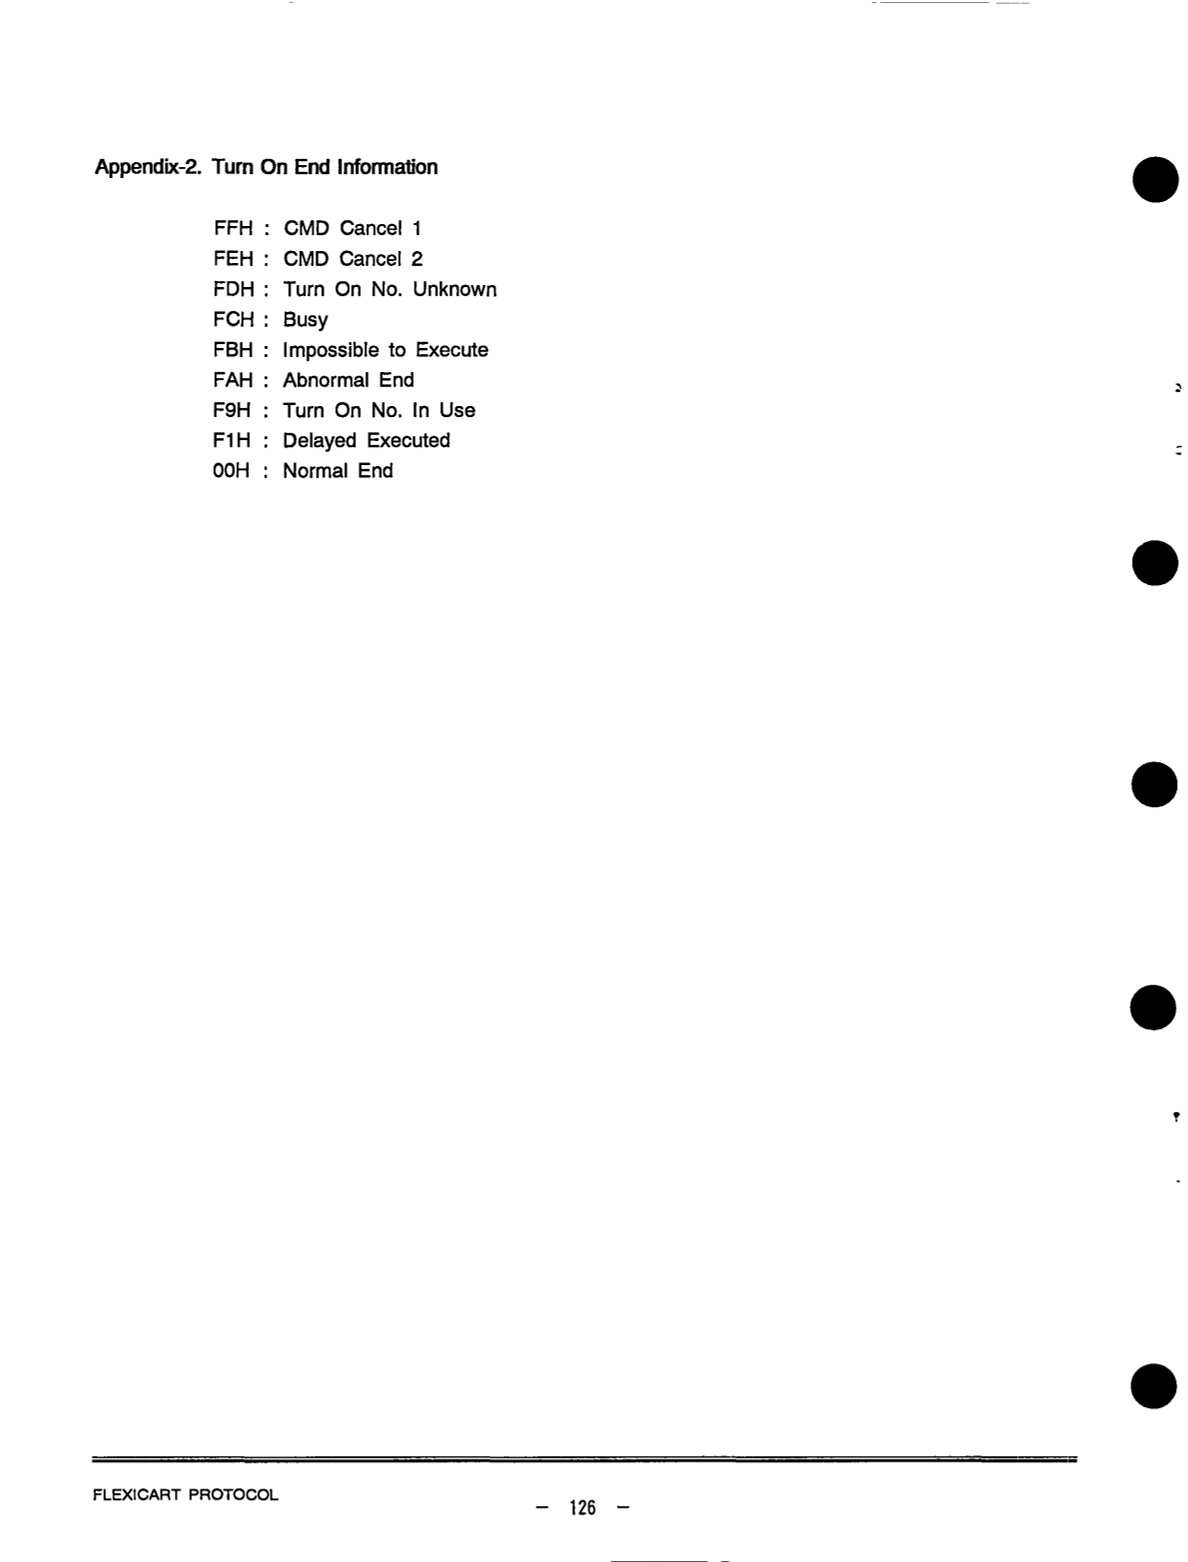 Appendix-2. Turn On End Information
FFH : CMD Cancel 1
FEH : CMD Cancel 2
FDH : Turn On No. Unknown
FCH : Busy
FBH : Impossible to Execute
FAH : Abnormal End
F9H : Turn On No. In Use
F1H : Delayed Executed
00H : Normal End
FLEXICART PROTOCOL
— 126 —